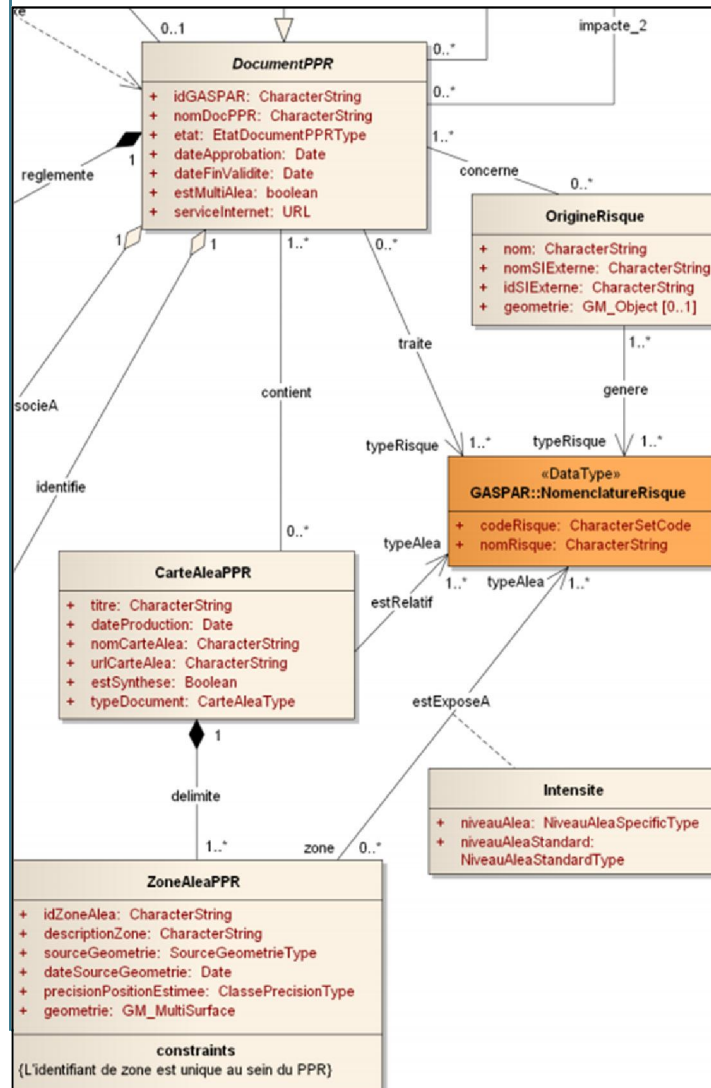 xe
0..1
0..*
impacte_2
DocumentPPR
+ idGASPAR: CharacterString
+ nomDocPPR: CharacterString
+ etat: EtatDocumentPPRType
+ dateApprobation: Date
+ dateFinValidite: Date
+ estMultiAlea: boolean
+ serviceInternet: URL
0..*
1..*
concerne
0..*
1
reglemente
1
1
1..*
0..*
OrigineRisque
+ nom: CharacterString
+ nomSIExterne: CharacterString
+ idSIExterne: CharacterString
+ geometrie: GM_Object [0..1]
1..*
traite
genere
socieA
contient
identifie
typeRisque
1..*
typeRisque
1..*
«DataType»
GASPAR::NomenclatureRisque
+ codeRisque: CharacterSetCode
+ nomRisque: CharacterString
0..*
typeAlea
1..*
typeAlea
1..*
estRelatif
CarteAleaPPR
+ titre: CharacterString
+ dateProduction: Date
+ nomCarteAlea: CharacterString
+ urlCarteAlea: CharacterString
+ estSynthese: Boolean
+ typeDocument: CarteAleaType
1
estExposeA
delimite
Intensite
+ niveauAlea: NiveauAleaSpecificType
+ niveauAleaStandard:
NiveauAleaStandardType
1..*
zone
0..*
ZoneAleaPPR
+ idZoneAlea: CharacterString
+ descriptionZone: CharacterString
+ sourceGeometrie: SourceGeometrieType
+ dateSourceGeometrie: Date
+ precisionPositionEstimee: ClassePrecisionType
+ geometrie: GM_MultiSurface
constraints
{L'identifiant de zone est unique au sein du PPR}